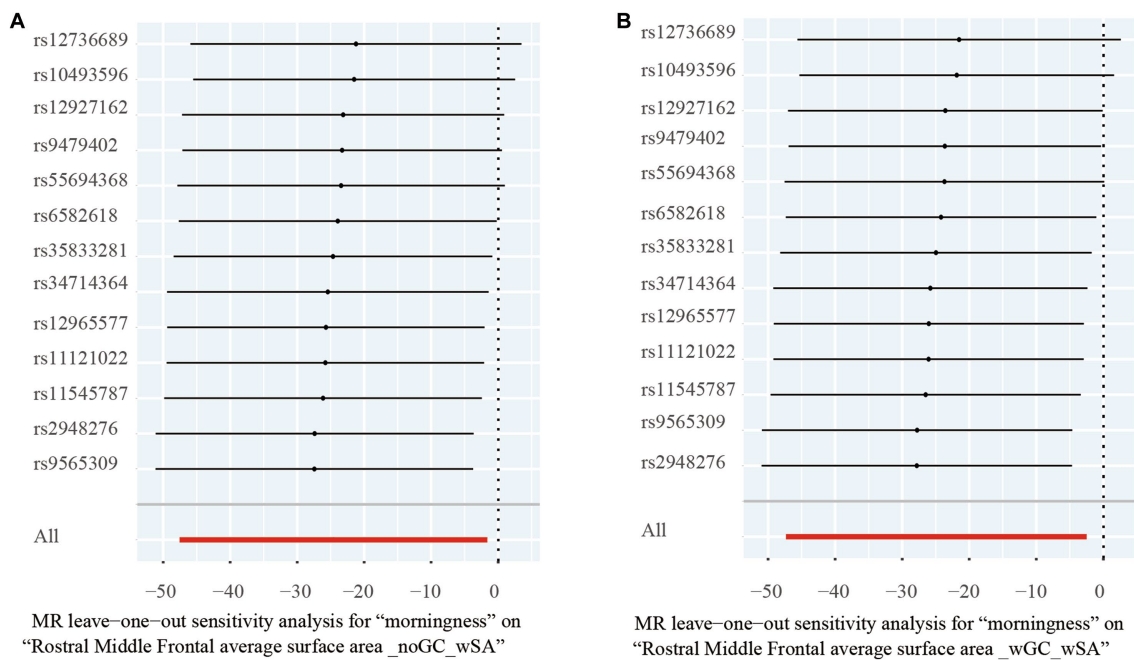 A
rs12736689
rs10493596
rs12927162
rs9479402
rs55694368
rs6582618
rs35833281
rs34714364
rs12965577
rs11121022
rs11545787
rs2948276
rs9565309
All
−50 −40 −30 −20 −10 0
MR leave−one−out sensitivity analysis for “morningness” on
“Rostral Middle Frontal average surface area _noGC_wSA”
B
rs12736689
rs10493596
rs12927162
rs9479402
rs55694368
rs6582618
rs35833281
rs34714364
rs12965577
rs11121022
rs11545787
rs9565309
rs2948276
All
−50 −40 −30 −20 −10 0
MR leave−one−out sensitivity analysis for “morningness” on
“Rostral Middle Frontal average surface area _wGC_wSA”